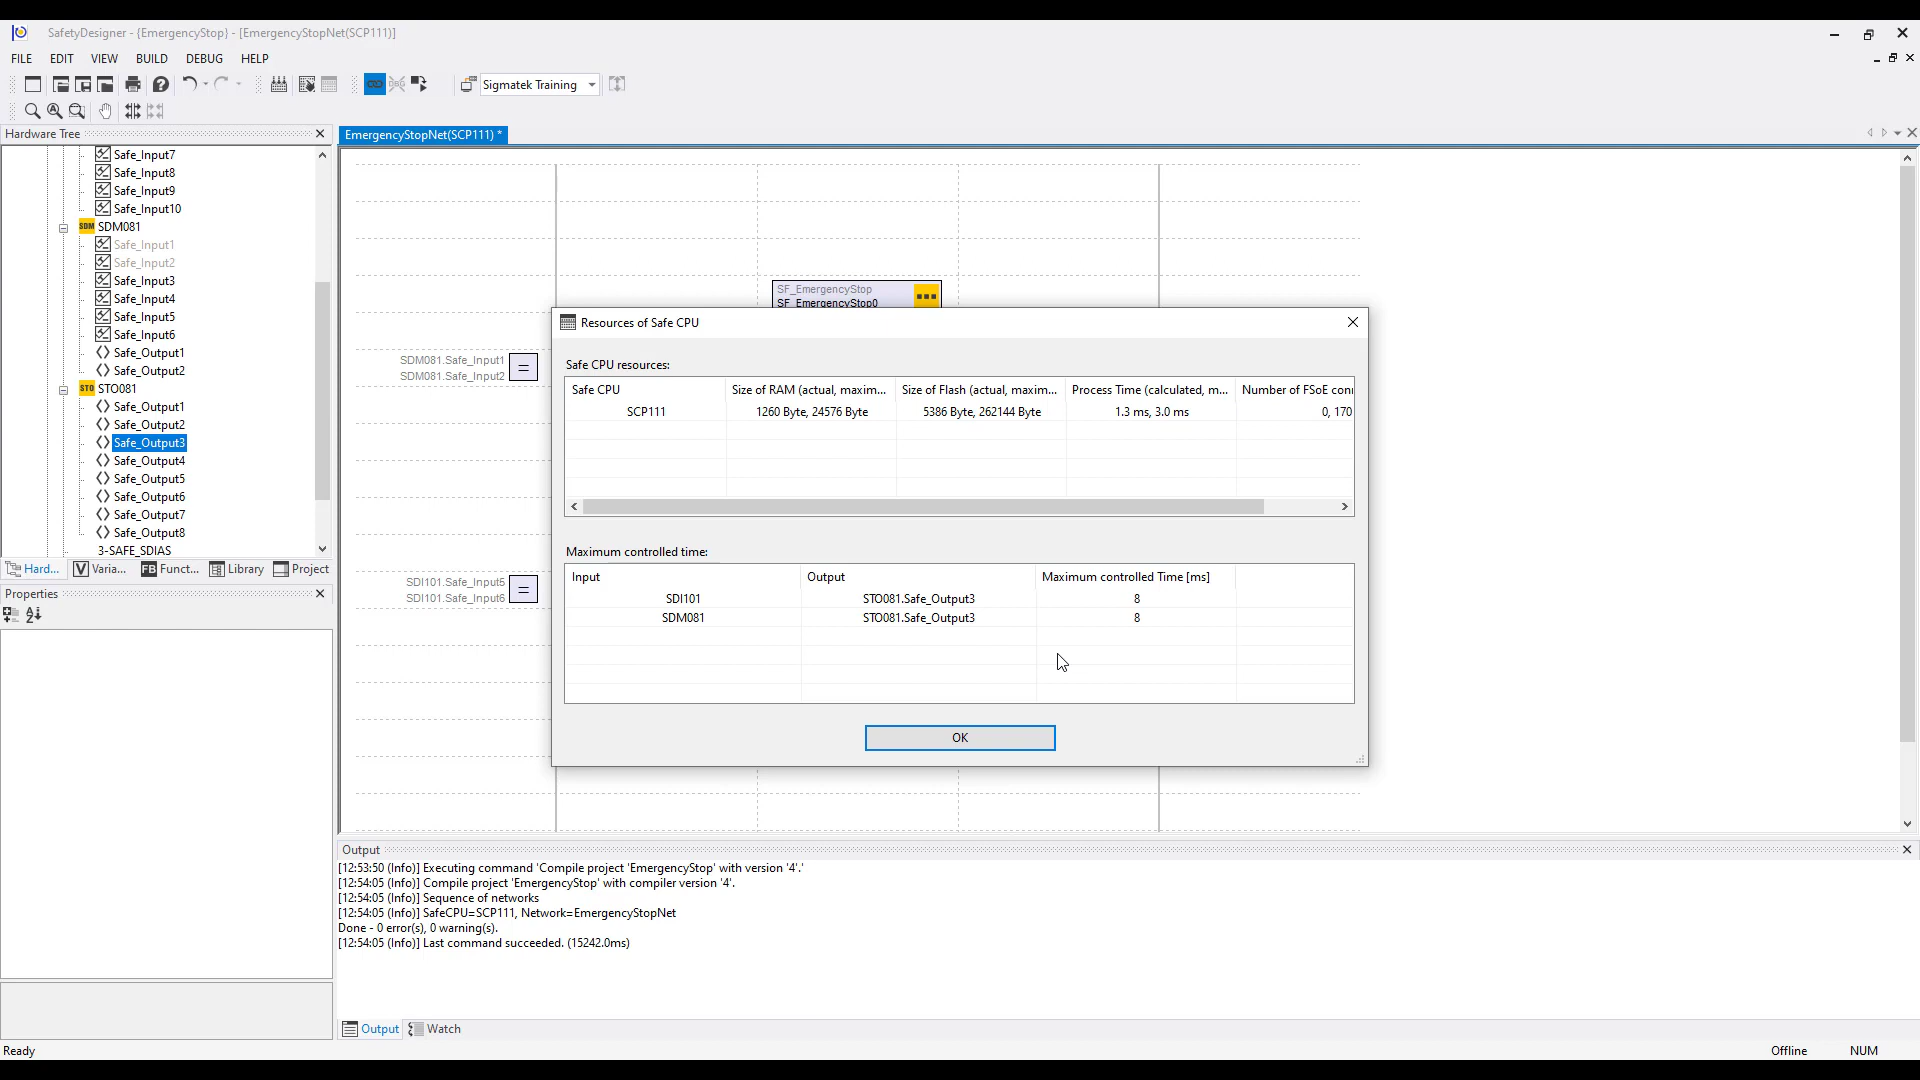 SafetyDesigner - {EmergencyStop} - [EmergencyStopNet(SCP111)]
FILE EDIT VIEW BUILD DEBUG HELP
Sigmatek Training
Hardware Tree
EmergencyStopNet(SCP111) *
Safe_Input7
Safe_Input8
Safe_Input9
Safe_Input10
SDM SDM081
Safe_Input1
Safe_Input2
Safe_Input3
Safe_Input4
Safe_Input5
Safe_Input6
Safe_Output1
Safe_Output2
STO STO081
Safe_Output1
Safe_Output2
Safe_Output3
Safe_Output4
Safe_Output5
Safe_Output6
Safe_Output7
Safe_Output8
3-SAFE_SDIAS
Hard... Varia... FB Funct... Library Project
Properties
SF_EmergencyStop
SF_EmergencyStop0
SDM081.Safe_Input1
SDM081.Safe_Input2
=
SDI101.Safe_Input5
SDI101.Safe_Input6
=
Resources of Safe CPU
Safe CPU resources:
Safe CPU Size of RAM (actual, maxim... Size of Flash (actual, maxim... Process Time (calculated, m... Number of FSoE con
SCP111 1260 Byte, 24576 Byte 5386 Byte, 262144 Byte 1.3 ms, 3.0 ms 0, 170
Maximum controlled time:
Input Output Maximum controlled Time [ms]
SDI101 STO081.Safe_Output3 8
SDM081 STO081.Safe_Output3 8
OK
Output
[12:53:50 (Info)] Executing command 'Compile project 'EmergencyStop' with version '4'.'
[12:54:05 (Info)] Compile project 'EmergencyStop' with compiler version '4'.
[12:54:05 (Info)] Sequence of networks
[12:54:05 (Info)] SafeCPU=SCP111, Network=EmergencyStopNet
Done - 0 error(s), 0 warning(s).
[12:54:05 (Info)] Last command succeeded. (15242.0ms)
Output Watch
Ready Offline NUM